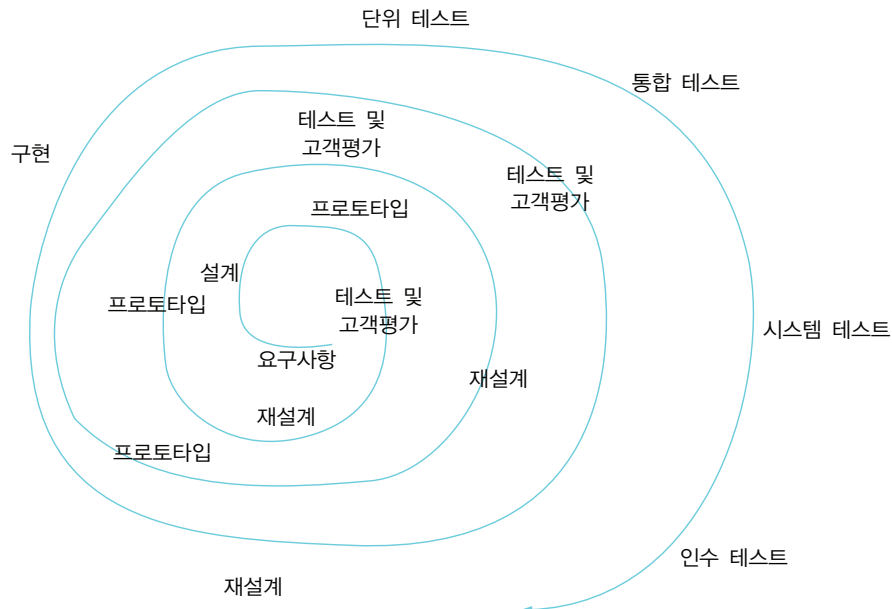 단위 테스트
통합 테스트
테스트 및
고객평가
구현
테스트 및
고객평가
프로토타입
설계
테스트 및
고객평가
프로토타입
시스템 테스트
요구사항
재설계
재설계
프로토타입
인수 테스트
재설계